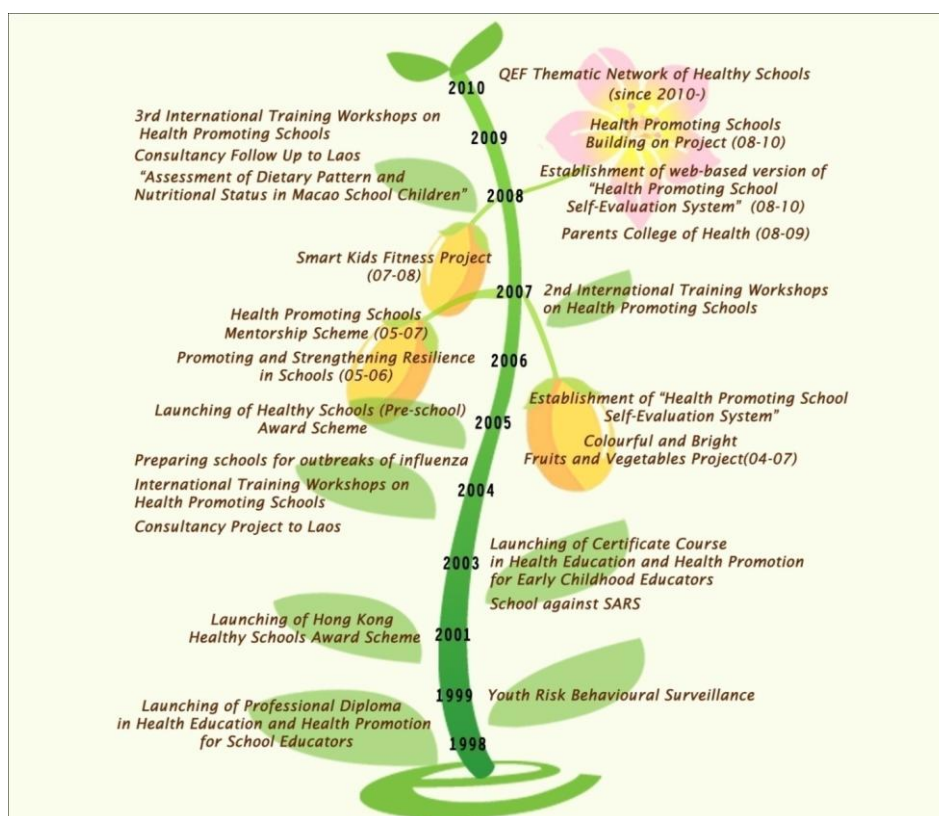 2010
QEF Thematic Network of Healthy Schools
(since 2010-)
3rd International Training Workshops on
Health Promoting Schools
2009
Health Promoting Schools
Building on Project (08-10)
Consultancy Follow Up to Laos
"Assessment of Dietary Pattern and
Nutritional Status in Macao School Children"
2008
Establishment of web-based version of
"Health Promoting School
Self-Evaluation System" (08-10)
Parents College of Health (08-09)
Smart Kids Fitness Project
(07-08)
2007
2nd International Training Workshops
on Health Promoting Schools
Health Promoting Schools
Mentorship Scheme (05-07)
Promoting and Strengthening Resilience
in Schools (05-06)
2006
Launching of Healthy Schools (Pre-school)
Award Scheme
2005
Establishment of "Health Promoting School
Self-Evaluation System"
Colourful and Bright
Fruits and Vegetables Project(04-07)
Preparing schools for outbreaks of influenza
International Training Workshops on
Health Promoting Schools
2004
Consultancy Project to Laos
2003
Launching of Certificate Course
in Health Education and Health Promotion
for Early Childhood Educators
School against SARS
Launching of Hong Kong
Healthy Schools Award Scheme
2001
1999
Youth Risk Behavioural Surveillance
Launching of Professional Diploma
in Health Education and Health Promotion
for School Educators
1998